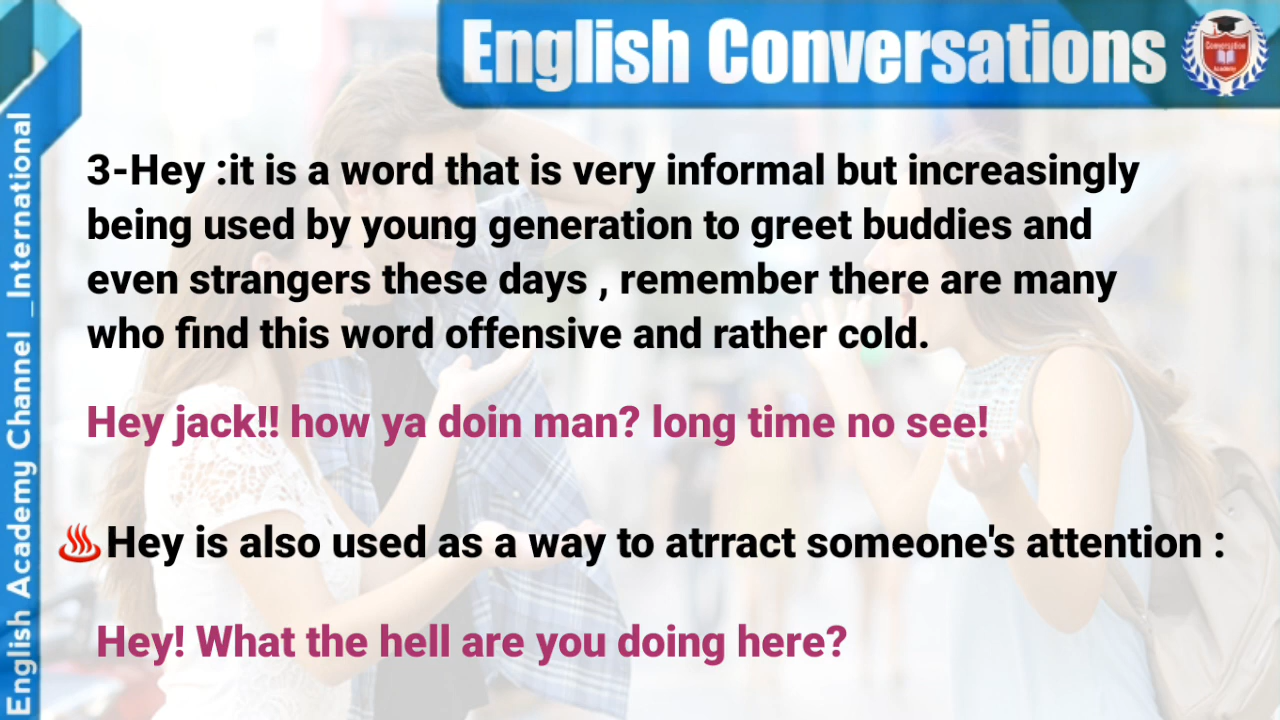 English Conversations
Conversation
Academy
3-Hey :it is a word that is very informal but increasingly
being used by young generation to greet buddies and
even strangers these days , remember there are many
who find this word offensive and rather cold.
Hey jack!! how ya doin man? long time no see!
♨Hey is also used as a way to atrract someone's attention :
Hey! What the hell are you doing here?
English Academy Channel _International